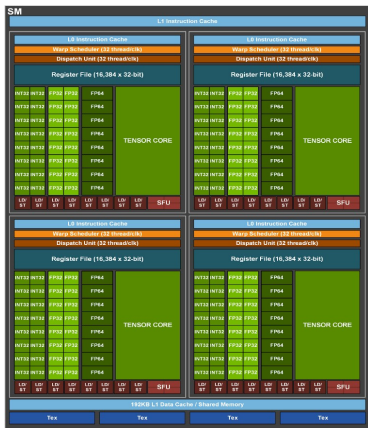 SM
L1 Instruction Cache
L0 Instruction Cache
Warp Scheduler (32 thread/clk)
Dispatch Unit (32 thread/clk)
Register File (16,384 x 32-bit)
INT32 INT32 FP32 FP32 FP64
INT32 INT32 FP32 FP32 FP64
INT32 INT32 FP32 FP32 FP64
INT32 INT32 FP32 FP32 FP64
INT32 INT32 FP32 FP32 FP64
INT32 INT32 FP32 FP32 FP64
INT32 INT32 FP32 FP32 FP64
INT32 INT32 FP32 FP32 FP64
TENSOR CORE
LD/ LD/ LD/ LD/ LD/ LD/ LD/ LD/
ST ST ST ST ST ST ST ST
SFU
L0 Instruction Cache
Warp Scheduler (32 thread/clk)
Dispatch Unit (32 thread/clk)
Register File (16,384 x 32-bit)
INT32 INT32 FP32 FP32 FP64
INT32 INT32 FP32 FP32 FP64
INT32 INT32 FP32 FP32 FP64
INT32 INT32 FP32 FP32 FP64
INT32 INT32 FP32 FP32 FP64
INT32 INT32 FP32 FP32 FP64
INT32 INT32 FP32 FP32 FP64
INT32 INT32 FP32 FP32 FP64
TENSOR CORE
LD/ LD/ LD/ LD/ LD/ LD/ LD/ LD/
ST ST ST ST ST ST ST ST
SFU
L0 Instruction Cache
Warp Scheduler (32 thread/clk)
Dispatch Unit (32 thread/clk)
Register File (16,384 x 32-bit)
INT32 INT32 FP32 FP32 FP64
INT32 INT32 FP32 FP32 FP64
INT32 INT32 FP32 FP32 FP64
INT32 INT32 FP32 FP32 FP64
INT32 INT32 FP32 FP32 FP64
INT32 INT32 FP32 FP32 FP64
INT32 INT32 FP32 FP32 FP64
INT32 INT32 FP32 FP32 FP64
TENSOR CORE
LD/ LD/ LD/ LD/ LD/ LD/ LD/ LD/
ST ST ST ST ST ST ST ST
SFU
L0 Instruction Cache
Warp Scheduler (32 thread/clk)
Dispatch Unit (32 thread/clk)
Register File (16,384 x 32-bit)
INT32 INT32 FP32 FP32 FP64
INT32 INT32 FP32 FP32 FP64
INT32 INT32 FP32 FP32 FP64
INT32 INT32 FP32 FP32 FP64
INT32 INT32 FP32 FP32 FP64
INT32 INT32 FP32 FP32 FP64
INT32 INT32 FP32 FP32 FP64
INT32 INT32 FP32 FP32 FP64
TENSOR CORE
LD/ LD/ LD/ LD/ LD/ LD/ LD/ LD/
ST ST ST ST ST ST ST ST
SFU
192KB L1 Data Cache / Shared Memory
Tex Tex Tex Tex